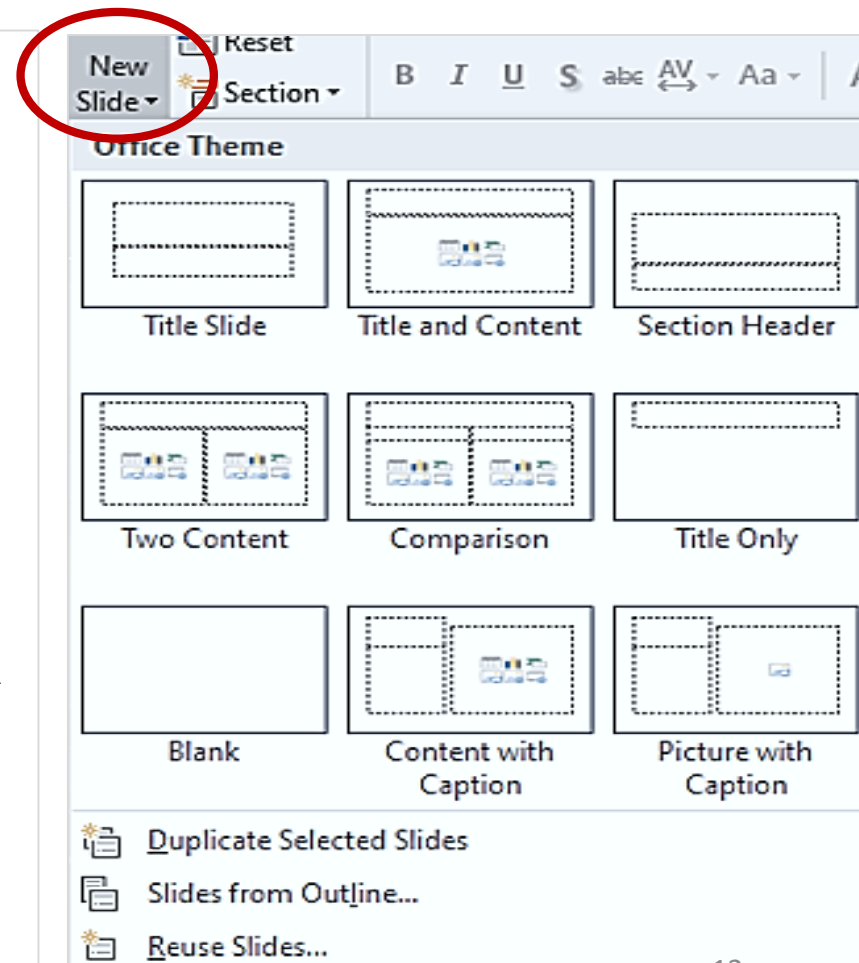 New
Slide
Reset
Section
B I U S abc AV Aa A
Office Theme
Title Slide
Title and Content
Section Header
Two Content
Comparison
Title Only
Blank
Content with
Caption
Picture with
Caption
Duplicate Selected Slides
Slides from Outline...
Reuse Slides...